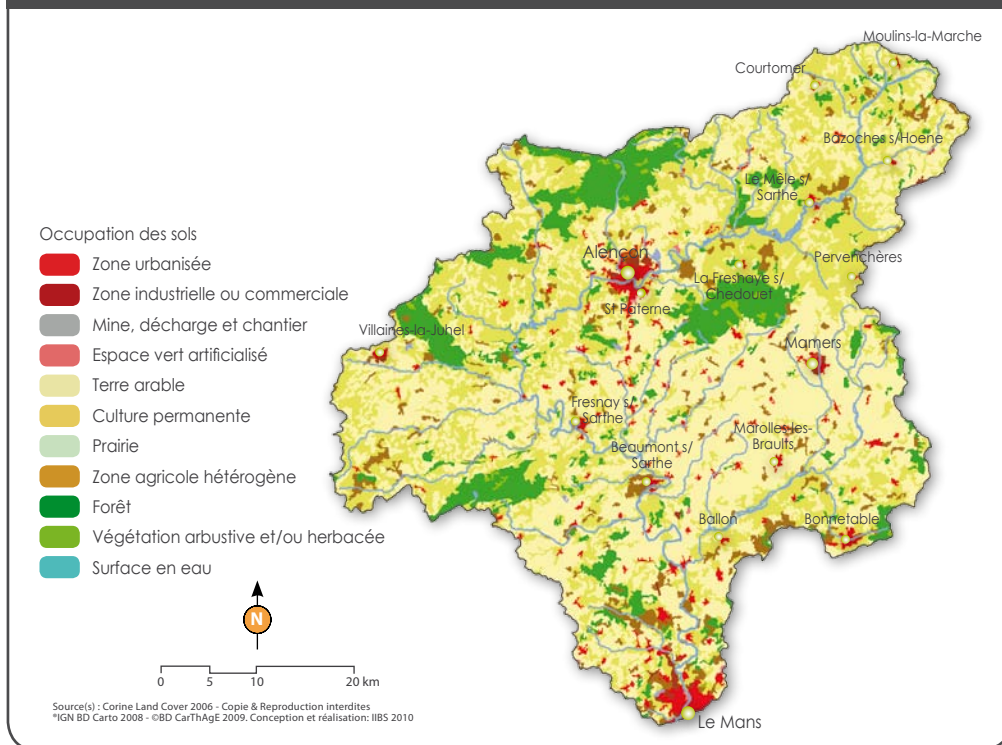 Moulins-la-Marche
Courtomer
Bazoches s/Hoene
Le Mêle s/
Sarthe
Alençon
Pervenchères
La Freshaye s/
Chedouet
St Paterne
Villaines-la-Juhel
Mamers
Fresnay s/
Sarthe
Marolles-les-
Braults
Beaumont s/
Sarthe
Ballon
Bonnetable
Le Mans
Occupation des sols
Zone urbanisée
Zone industrielle ou commerciale
Mine, décharge et chantier
Espace vert artificialisé
Terre arable
Culture permanente
Prairie
Zone agricole hétérogène
Forêt
Végétation arbustive et/ou herbacée
Surface en eau
N
0 5 10 20 km
Source(s) : Corine Land Cover 2006 - Copie & Reproduction interdites
°IGN BD Carto 2008 - ©BD CarThAgE 2009. Conception et réalisation: IIBS 2010